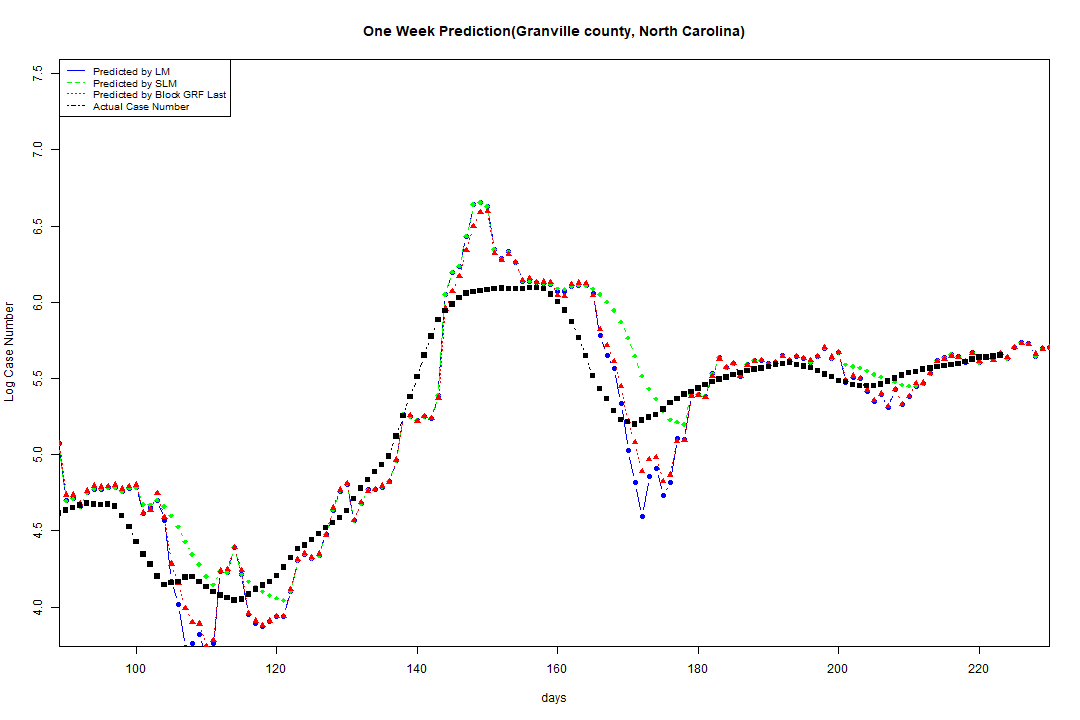 One Week Prediction(Granville county, North Carolina)
Predicted by LM
Predicted by SLM
Predicted by Block GRF Last
Actual Case Number
Log Case Number
7.5
7.0
6.5
6.0
5.5
5.0
4.5
4.0
100 120 140 160 180 200 220
days